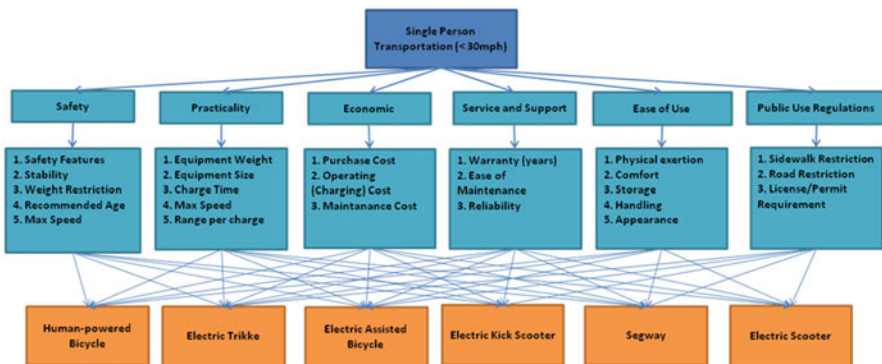 Single Person
Transportation (< 30mph)
Safety
Practicality
Economic
Service and Support
Ease of Use
Public Use Regulations
1. Safety Features
2. Stability
3. Weight Restriction
4. Recommended Age
5. Max Speed
1. Equipment Weight
2. Equipment Size
3. Charge Time
4. Max Speed
5. Range per charge
1. Purchase Cost
2. Operating
(Charging) Cost
3. Maintanance Cost
1. Warranty (years)
2. Ease of
Maintenance
3. Reliability
1. Physical exertion
2. Comfort
3. Storage
4. Handling
5. Appearance
1. Sidewalk Restriction
2. Road Restriction
3. License/Permit
Requirement
Human-powered
Bicycle
Electric Trikke
Electric Assisted
Bicycle
Electric Kick Scooter
Segway
Electric Scooter